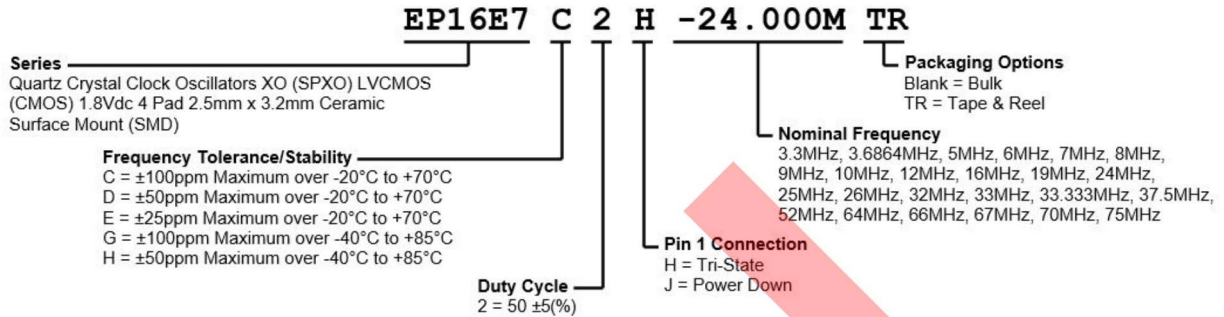 EP16E7 C 2 H -24.000M TR
Series
Quartz Crystal Clock Oscillators XO (SPXO) LVCMOS
(CMOS) 1.8Vdc 4 Pad 2.5mm x 3.2mm Ceramic
Surface Mount (SMD)
Packaging Options
Blank = Bulk
TR = Tape & Reel
Frequency Tolerance/Stability
C = ±100ppm Maximum over -20°C to +70°C
D = ±50ppm Maximum over -20°C to +70°C
E = ±25ppm Maximum over -20°C to +70°C
G = ±100ppm Maximum over -40°C to +85°C
H = ±50ppm Maximum over -40°C to +85°C
Nominal Frequency
3.3MHz, 3.6864MHz, 5MHz, 6MHz, 7MHz, 8MHz,
9MHz, 10MHz, 12MHz, 16MHz, 19MHz, 24MHz,
25MHz, 26MHz, 32MHz, 33MHz, 33.333MHz, 37.5MHz,
52MHz, 64MHz, 66MHz, 67MHz, 70MHz, 75MHz
Pin 1 Connection
H = Tri-State
J = Power Down
Duty Cycle
2 = 50 ±5(%)